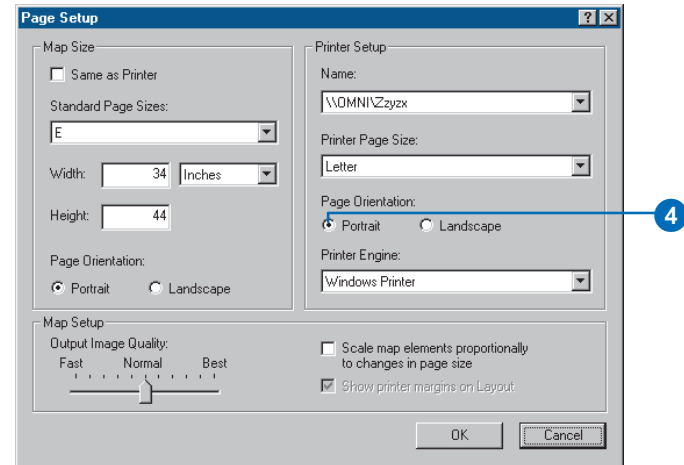 Page Setup
Map Size
Same as Printer
Standard Page Sizes:
E
Width: 34 Inches
Height: 44
Page Orientation:
Portrait Landscape
Printer Setup
Name:
\\OMNI\Zzyzx
Printer Page Size:
Letter
Page Orientation:
Portrait Landscape
4
Printer Engine:
Windows Printer
Map Setup
Output Image Quality:
Fast Normal Best
Scale map elements proportionally
to changes in page size
Show printer margins on Layout
OK Cancel